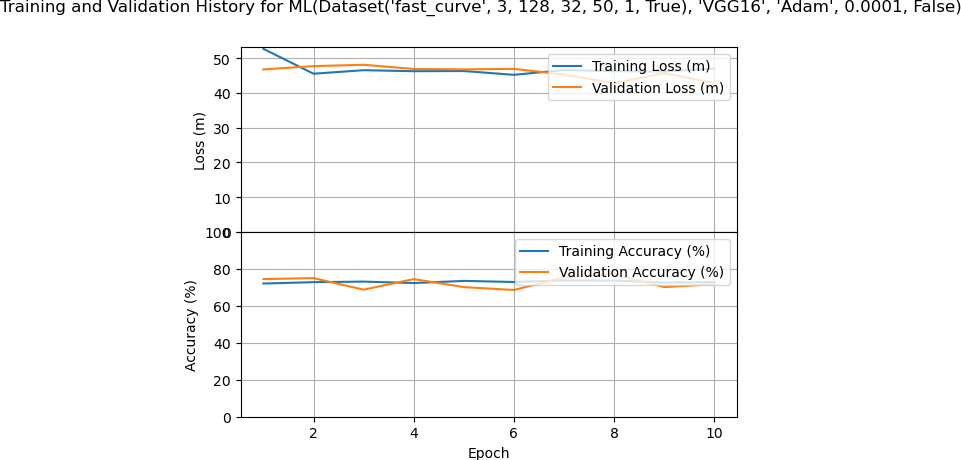 Training and Validation History for ML(Dataset('fast_curve', 3, 128, 32, 50, 1, True), 'VGG16', 'Adam', 0.0001, False)
50
40
30
20
10
0
Loss (m)
Training Loss (m)
Validation Loss (m)
100
80
60
40
20
0
Accuracy (%)
Training Accuracy (%)
Validation Accuracy (%)
2 4 6 8 10
Epoch